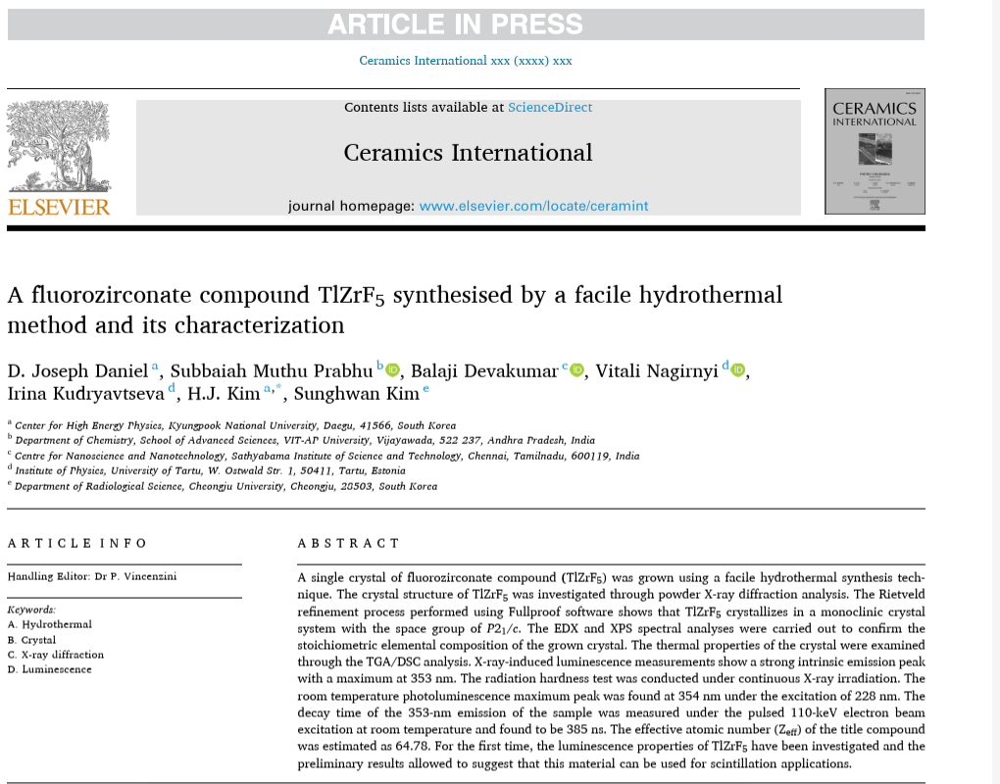 ARTICLE IN PRESS
Ceramics International xxx (xxxx) xxx
Contents lists available at ScienceDirect
Ceramics International
journal homepage: www.elsevier.com/locate/ceramint
ELSEVIER
CERAMICS
INTERNATIONAL
A fluorozirconate compound TlZrF₅ synthesised by a facile hydrothermal
method and its characterization
D. Joseph Daniel ᵃ, Subbaiah Muthu Prabhu ᵇ iD, Balaji Devakumar ᶜ iD, Vitali Nagirnyi ᵈ iD,
Irina Kudryavtseva ᵈ, H.J. Kim ᵃ,*, Sunghwan Kim ᵉ
ᵃ Center for High Energy Physics, Kyungpook National University, Daegu, 41566, South Korea
ᵇ Department of Chemistry, School of Advanced Sciences, VIT-AP University, Vijayawada, 522 237, Andhra Pradesh, India
ᶜ Centre for Nanoscience and Nanotechnology, Sathyabama Institute of Science and Technology, Chennai, Tamilnadu, 600119, India
ᵈ Institute of Physics, University of Tartu, W. Ostwald Str. 1, 50411, Tartu, Estonia
ᵉ Department of Radiological Science, Cheongju University, Cheongju, 28503, South Korea
ARTICLE INFO
Handling Editor: Dr P. Vincenzini
Keywords:
A. Hydrothermal
B. Crystal
C. X-ray diffraction
D. Luminescence
ABSTRACT
A single crystal of fluorozirconate compound (TlZrF₅) was grown using a facile hydrothermal synthesis tech-
nique. The crystal structure of TlZrF₅ was investigated through powder X-ray diffraction analysis. The Rietveld
refinement process performed using Fullproof software shows that TlZrF₅ crystallizes in a monoclinic crystal
system with the space group of P2₁/c. The EDX and XPS spectral analyses were carried out to confirm the
stoichiometric elemental composition of the grown crystal. The thermal properties of the crystal were examined
through the TGA/DSC analysis. X-ray-induced luminescence measurements show a strong intrinsic emission peak
with a maximum at 353 nm. The radiation hardness test was conducted under continuous X-ray irradiation. The
room temperature photoluminescence maximum peak was found at 354 nm under the excitation of 228 nm. The
decay time of the 353-nm emission of the sample was measured under the pulsed 110-keV electron beam
excitation at room temperature and found to be 385 ns. The effective atomic number (Zeff) of the title compound
was estimated as 64.78. For the first time, the luminescence properties of TlZrF₅ have been investigated and the
preliminary results allowed to suggest that this material can be used for scintillation applications.